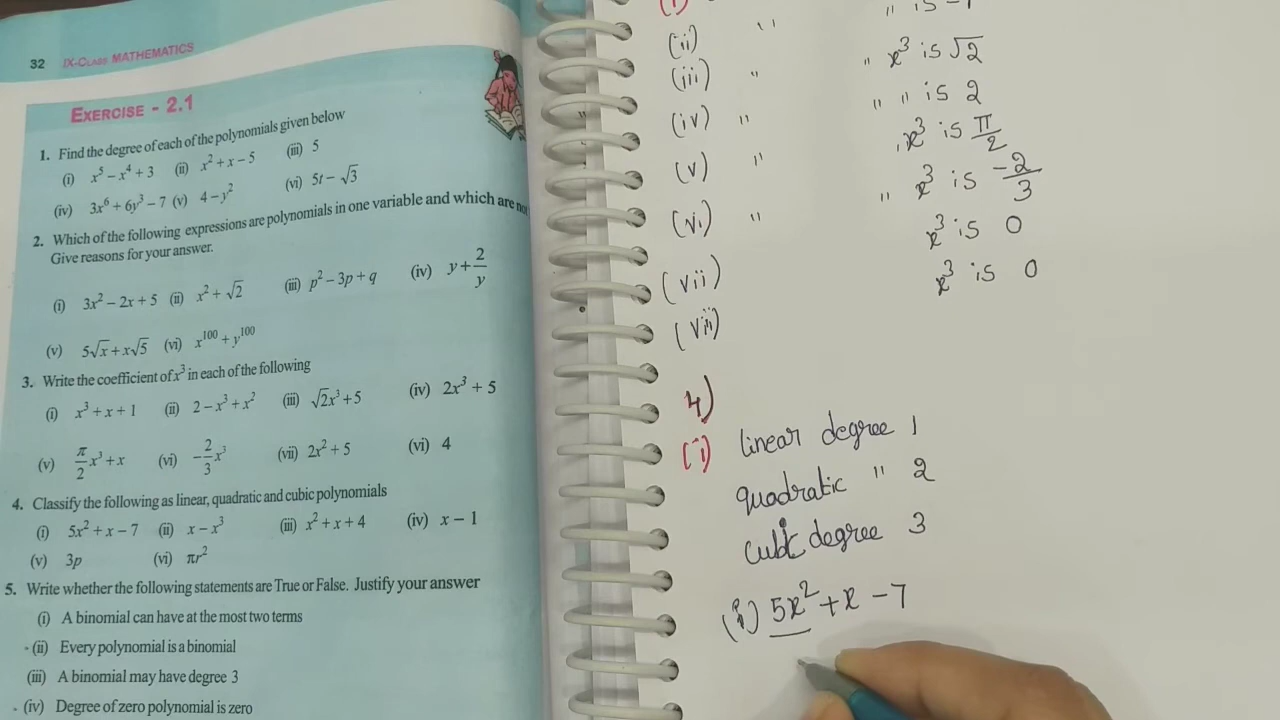 32 IX-CLASS MATHEMATICS
EXERCISE - 2.1
1. Find the degree of each of the polynomials given below
(i) x⁵ − x⁴ + 3 (ii) x² + x − 5 (iii) 5
(iv) 3x⁶ + 6y³ − 7 (v) 4 − y² (vi) 5t − √3
2. Which of the following expressions are polynomials in one variable and which are not
Give reasons for your answer.
(i) 3x² − 2x + 5 (ii) x² + √2 (iii) p² − 3p + q (iv) y + 2/y
(v) 5√x + x√5 (vi) x¹⁰⁰ + y¹⁰⁰
3. Write the coefficient of x³ in each of the following
(i) x³ + x + 1 (ii) 2 − x³ + x² (iii) √2x³ + 5 (iv) 2x³ + 5
(v) π/2 x³ + x (vi) −2/3 x³ (vii) 2x² + 5 (vi) 4
4. Classify the following as linear, quadratic and cubic polynomials
(i) 5x² + x − 7 (ii) x − x³ (iii) x² + x + 4 (iv) x − 1
(v) 3p (vi) πr²
5. Write whether the following statements are True or False. Justify your answer
(i) A binomial can have at the most two terms
(ii) Every polynomial is a binomial
(iii) A binomial may have degree 3
(iv) Degree of zero polynomial is zero
(i) " is -1
(ii) " " x³ is √2
(iii) " " " is 2
(iv) " x³ is π/2
(v) " " x³ is -2/3
(vi) " x³ is 0
(vii) x³ is 0
(viii)
4)
(i) linear degree 1
quadratic " 2
cubic degree 3
(i) 5x² + x − 7